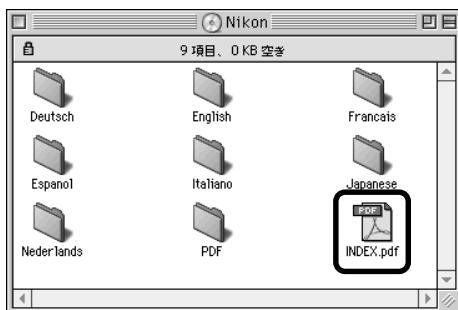 Nikon
9 項目、0 KB 空き
Deutsch
English
Francais
Espanol
Italiano
Japanese
Nederlands
PDF
PDF
INDEX.pdf